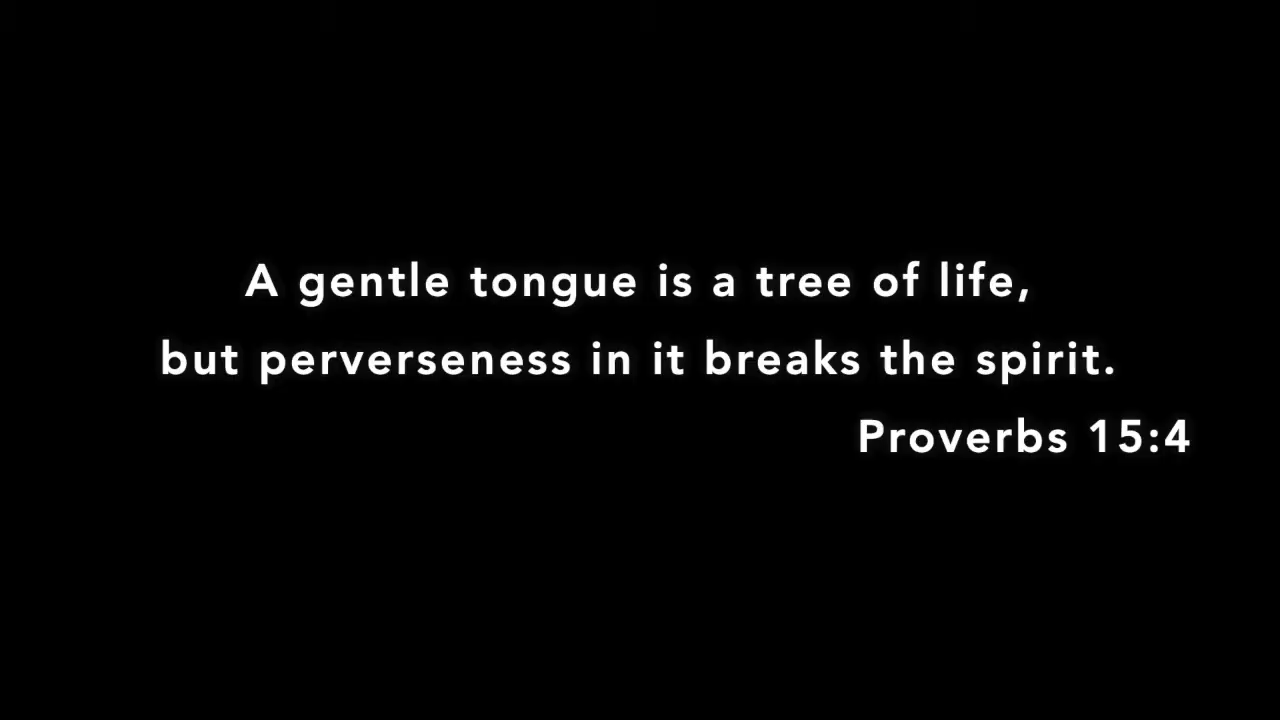 A gentle tongue is a tree of life,
but perverseness in it breaks the spirit.
Proverbs 15:4